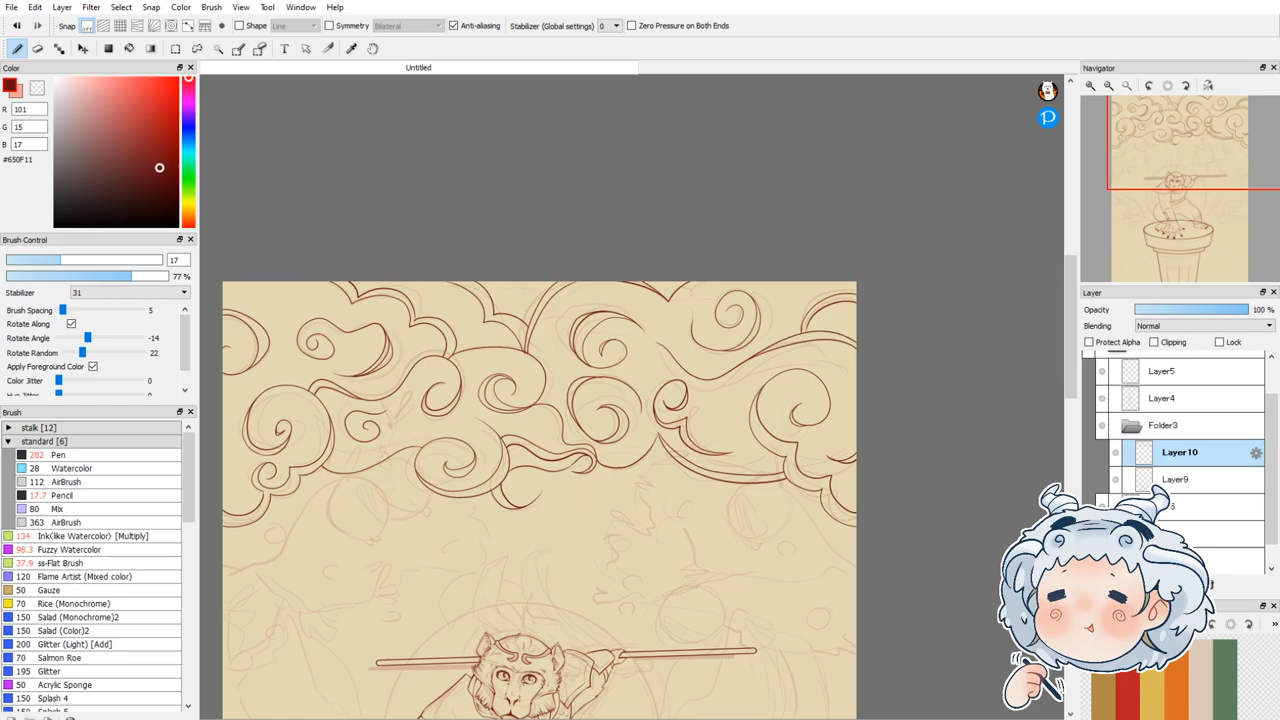 File Edit Layer Filter Select Snap Color Brush View Tool Window Help
Snap off Shape Line Symmetry Bilateral Anti-aliasing Stabilizer (Global settings) 0 Zero Pressure on Both Ends
Untitled
Color
R 101
G 15
B 17
#650F11
Brush Control
17
77 %
Stabilizer 31
Brush Spacing 5
Rotate Along
Rotate Angle -14
Rotate Random 22
Apply Foreground Color
Color Jitter 0
Brush
stalk [12]
standard [6]
282 Pen
28 Watercolor
112 AirBrush
17.7 Pencil
80 Mix
363 AirBrush
134 Ink(like Watercolor) [Multiply]
98.3 Fuzzy Watercolor
37.9 ss-Flat Brush
120 Flame Artist (Mixed color)
50 Gauze
70 Rice (Monochrome)
150 Salad (Monochrome)2
150 Salad (Color)2
200 Glitter (Light) [Add]
70 Salmon Roe
195 Glitter
50 Acrylic Sponge
150 Splash 4
Navigator
Layer
Opacity 100 %
Blending Normal
Protect Alpha Clipping Lock
Layer5
Layer4
Folder3
Layer10
Layer9